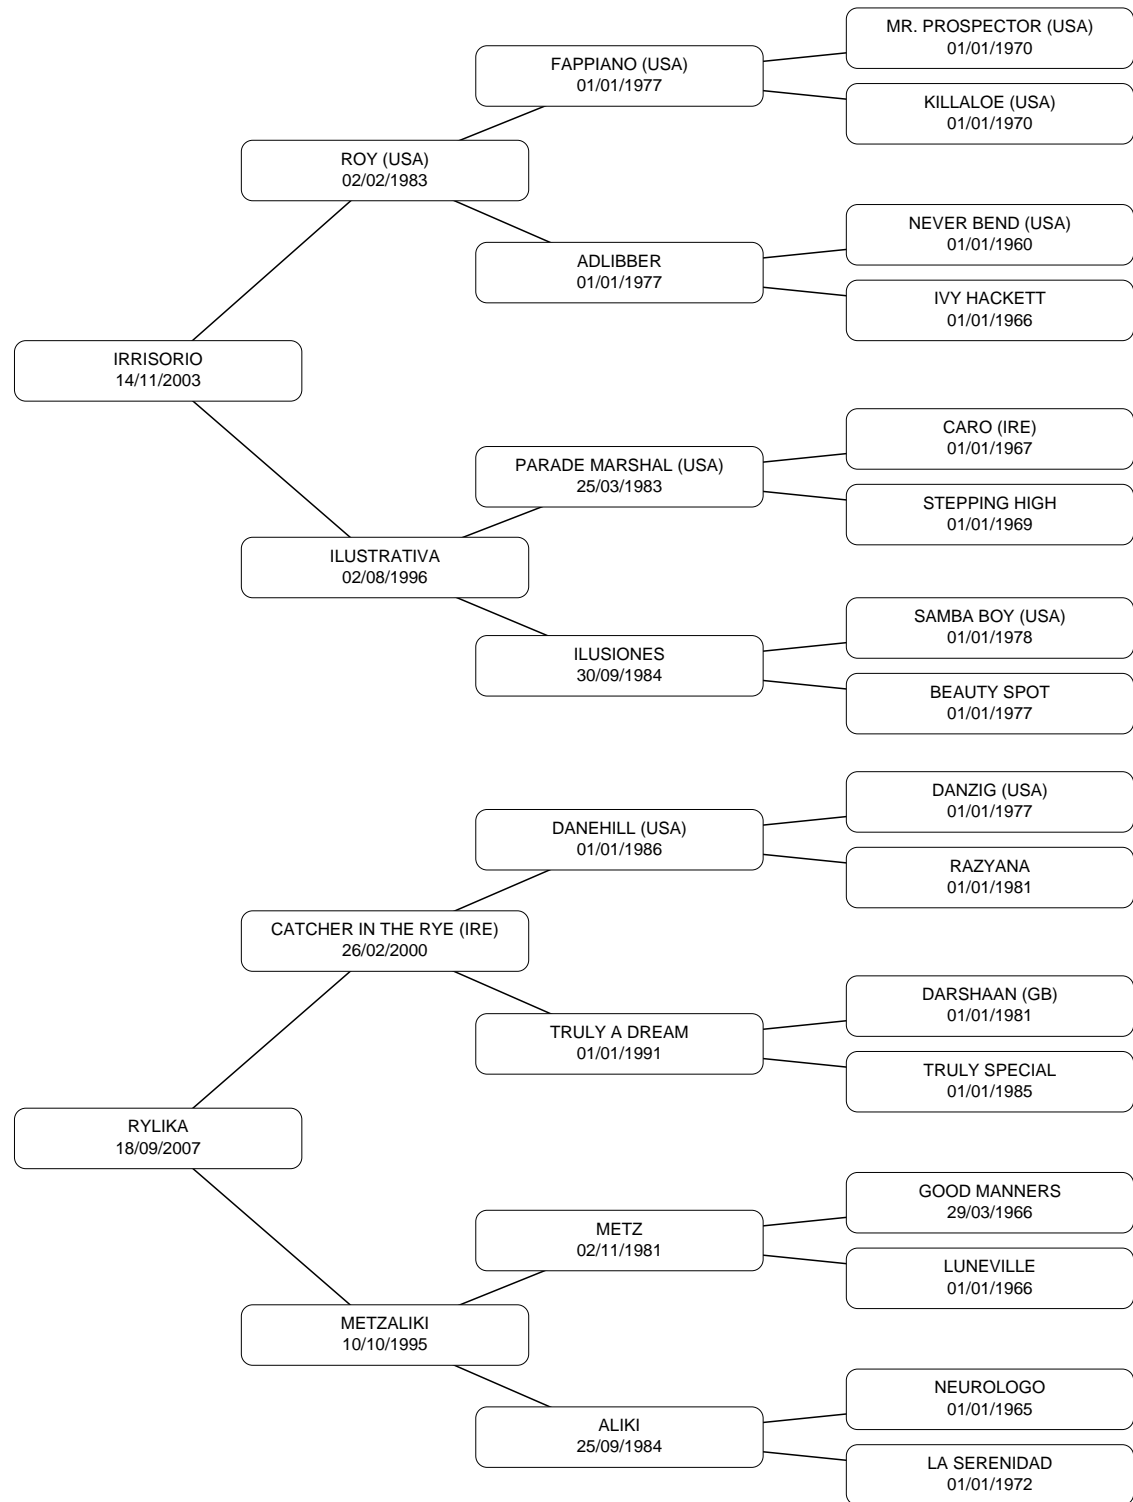 MR. PROSPECTOR (USA)
01/01/1970
FAPPIANO (USA)
01/01/1977
KILLALOE (USA)
01/01/1970
ROY (USA)
02/02/1983
NEVER BEND (USA)
01/01/1960
ADLIBBER
01/01/1977
IVY HACKETT
01/01/1966
IRRISORIO
14/11/2003
CARO (IRE)
01/01/1967
PARADE MARSHAL (USA)
25/03/1983
STEPPING HIGH
01/01/1969
ILUSTRATIVA
02/08/1996
SAMBA BOY (USA)
01/01/1978
ILUSIONES
30/09/1984
BEAUTY SPOT
01/01/1977
DANZIG (USA)
01/01/1977
DANEHILL (USA)
01/01/1986
RAZYANA
01/01/1981
CATCHER IN THE RYE (IRE)
26/02/2000
DARSHAAN (GB)
01/01/1981
TRULY A DREAM
01/01/1991
TRULY SPECIAL
01/01/1985
RYLIKA
18/09/2007
GOOD MANNERS
29/03/1966
METZ
02/11/1981
LUNEVILLE
01/01/1966
METZALIKI
10/10/1995
NEUROLOGO
01/01/1965
ALIKI
25/09/1984
LA SERENIDAD
01/01/1972